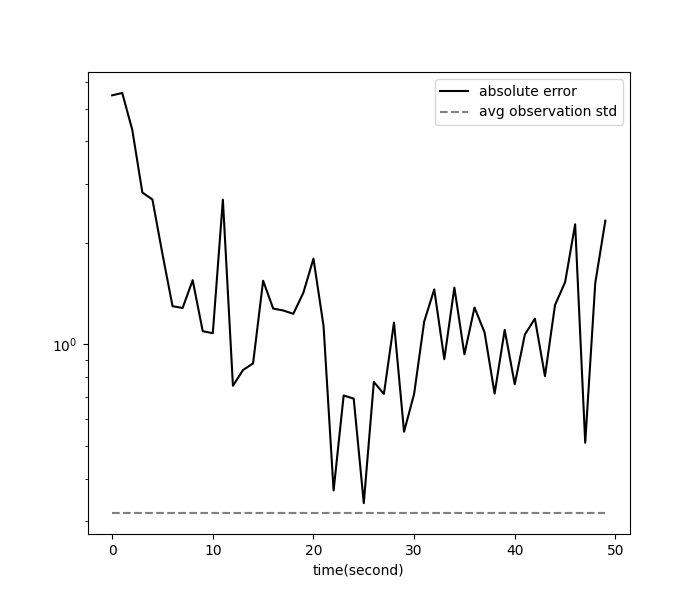 absolute error
avg observation std
10^0
0 10 20 30 40 50
time(second)